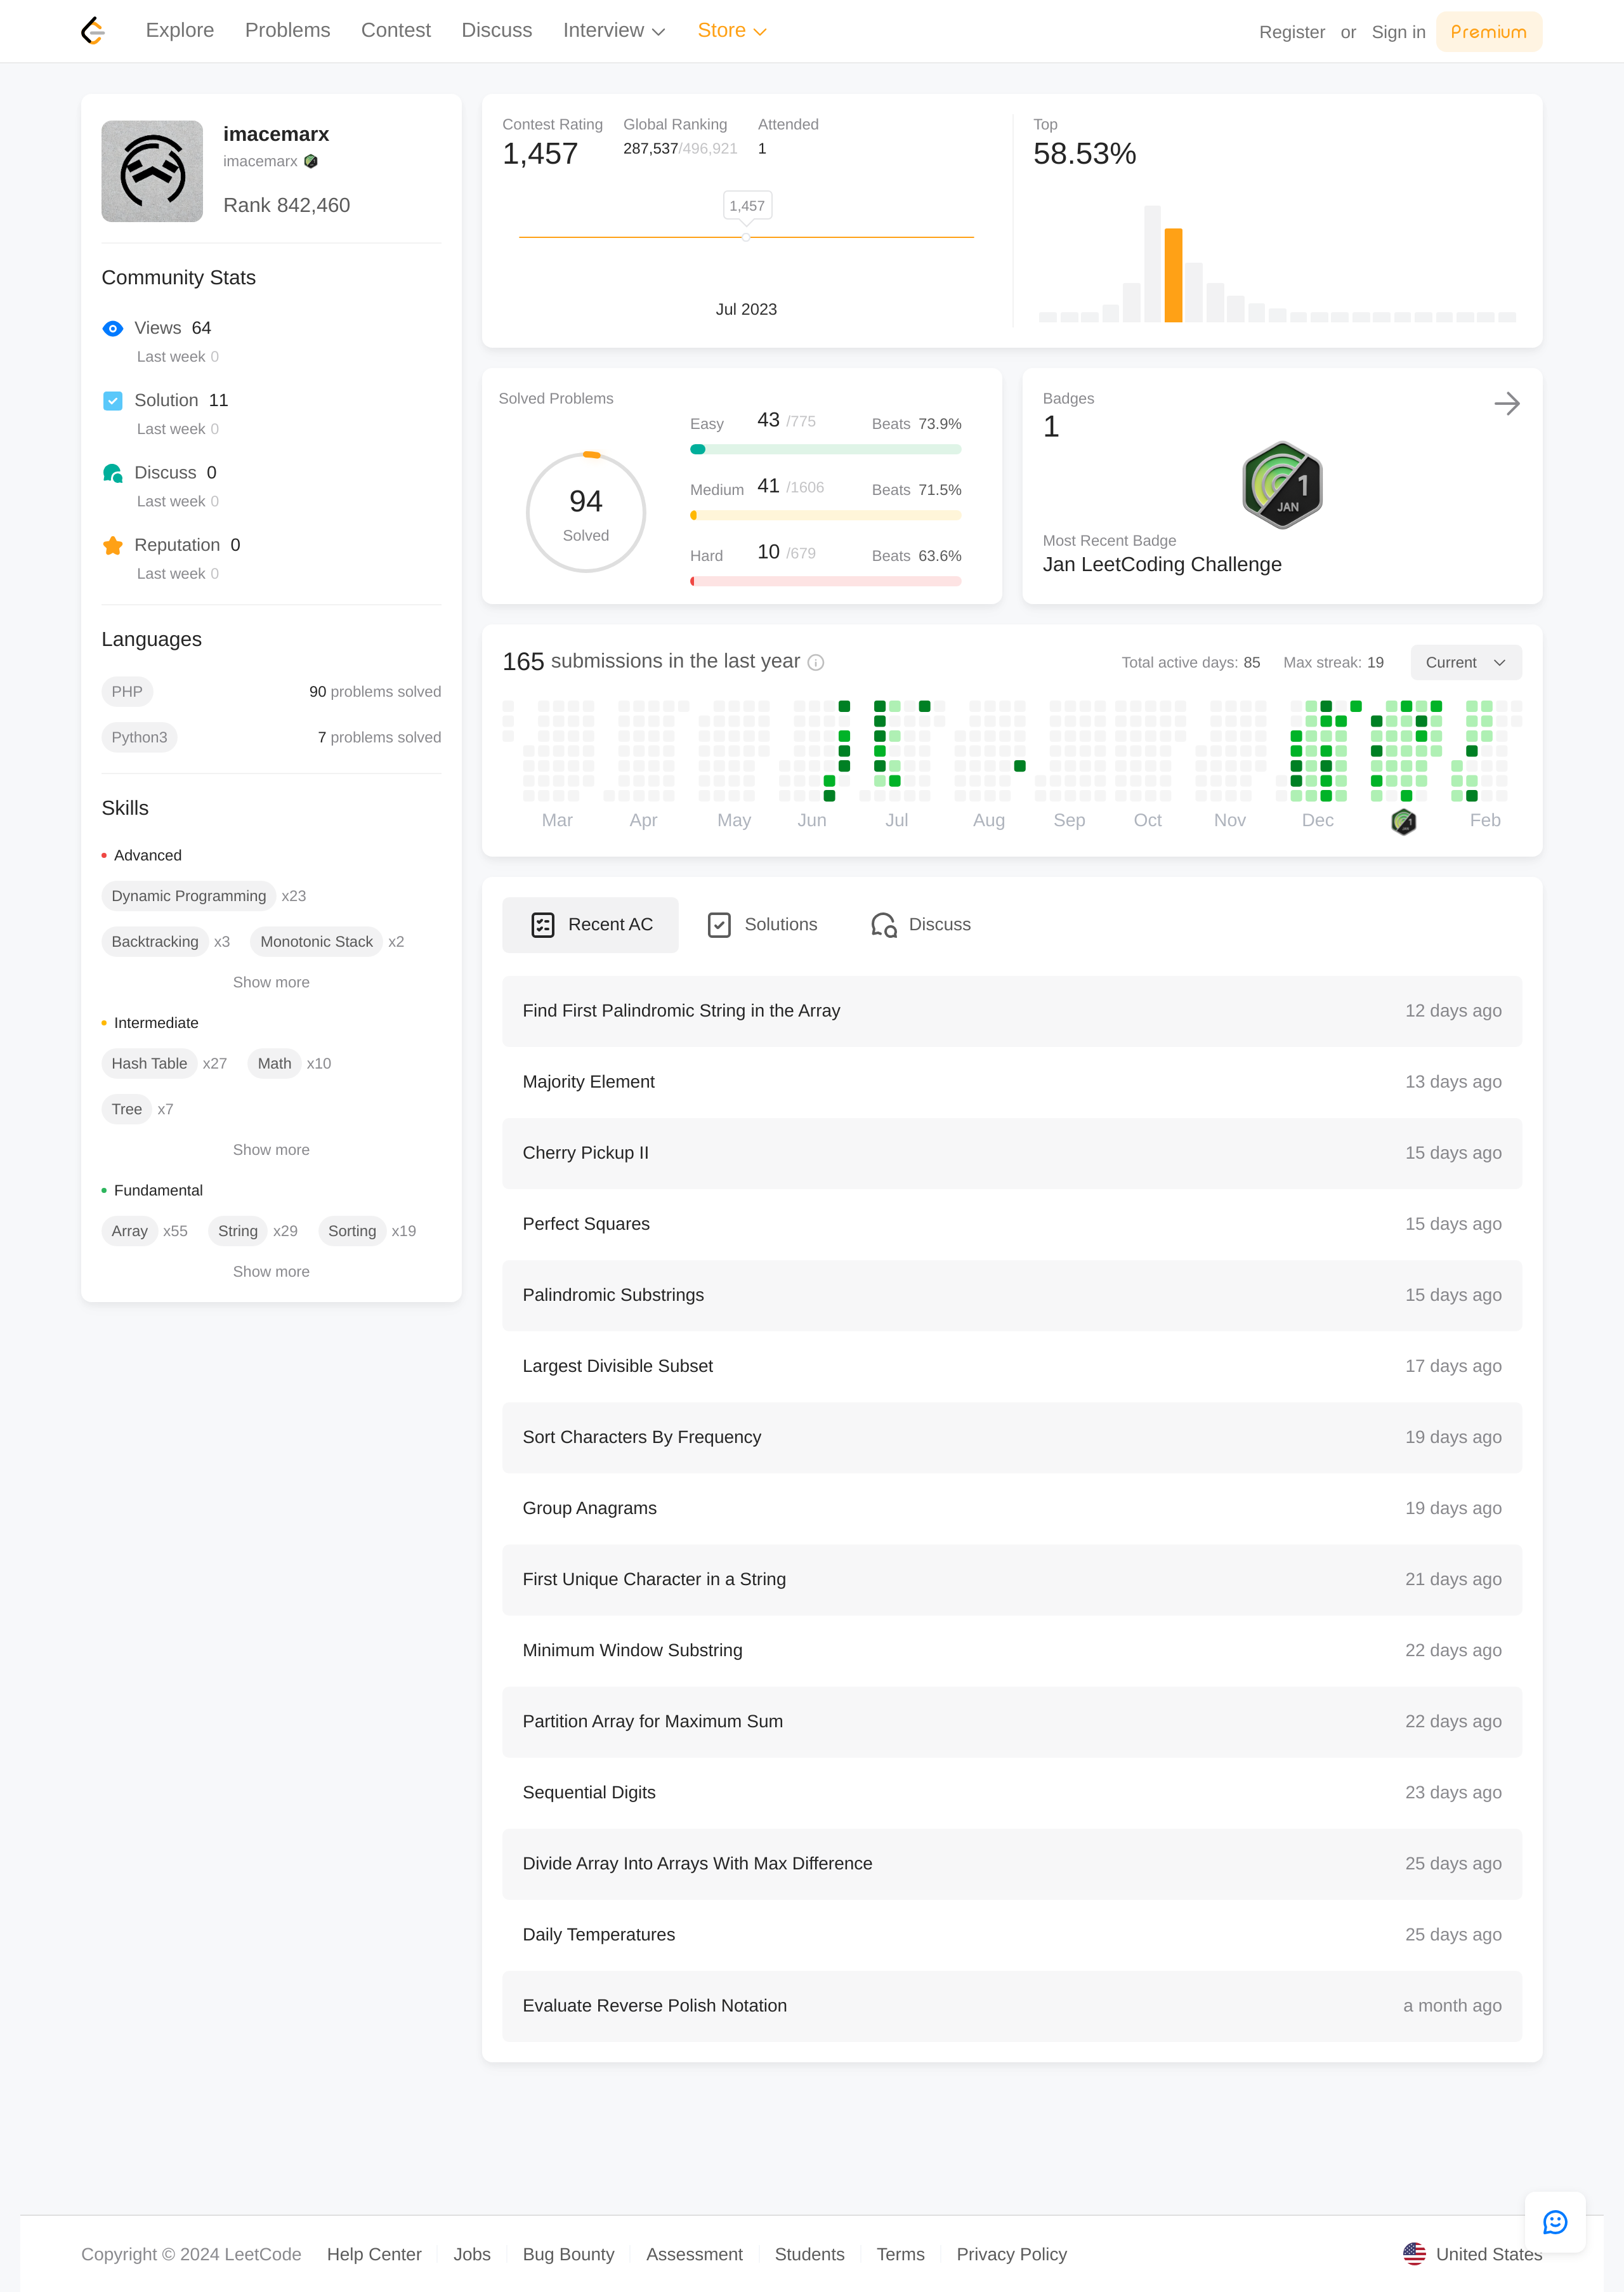 Explore Problems Contest Discuss Interview Store Register or Sign in Premium
imacemarx
imacemarx
Rank 842,460
Community Stats
Views 64
Last week 0
Solution 11
Last week 0
Discuss 0
Last week 0
Reputation 0
Last week 0
Languages
PHP 90 problems solved
Python3 7 problems solved
Skills
Advanced
Dynamic Programming x23
Backtracking x3 Monotonic Stack x2
Show more
Intermediate
Hash Table x27 Math x10
Tree x7
Show more
Fundamental
Array x55 String x29 Sorting x19
Show more
Contest Rating Global Ranking Attended
1,457 287,537/496,921 1
1,457
Jul 2023
Top
58.53%
Solved Problems
94
Solved
Easy 43 /775 Beats 73.9%
Medium 41 /1606 Beats 71.5%
Hard 10 /679 Beats 63.6%
Badges
1
1
JAN
Most Recent Badge
Jan LeetCoding Challenge
165 submissions in the last year Total active days: 85 Max streak: 19 Current
Mar Apr May Jun Jul Aug Sep Oct Nov Dec Feb
Recent AC Solutions Discuss
Find First Palindromic String in the Array 12 days ago
Majority Element 13 days ago
Cherry Pickup II 15 days ago
Perfect Squares 15 days ago
Palindromic Substrings 15 days ago
Largest Divisible Subset 17 days ago
Sort Characters By Frequency 19 days ago
Group Anagrams 19 days ago
First Unique Character in a String 21 days ago
Minimum Window Substring 22 days ago
Partition Array for Maximum Sum 22 days ago
Sequential Digits 23 days ago
Divide Array Into Arrays With Max Difference 25 days ago
Daily Temperatures 25 days ago
Evaluate Reverse Polish Notation a month ago
Copyright © 2024 LeetCode Help Center Jobs Bug Bounty Assessment Students Terms Privacy Policy United States